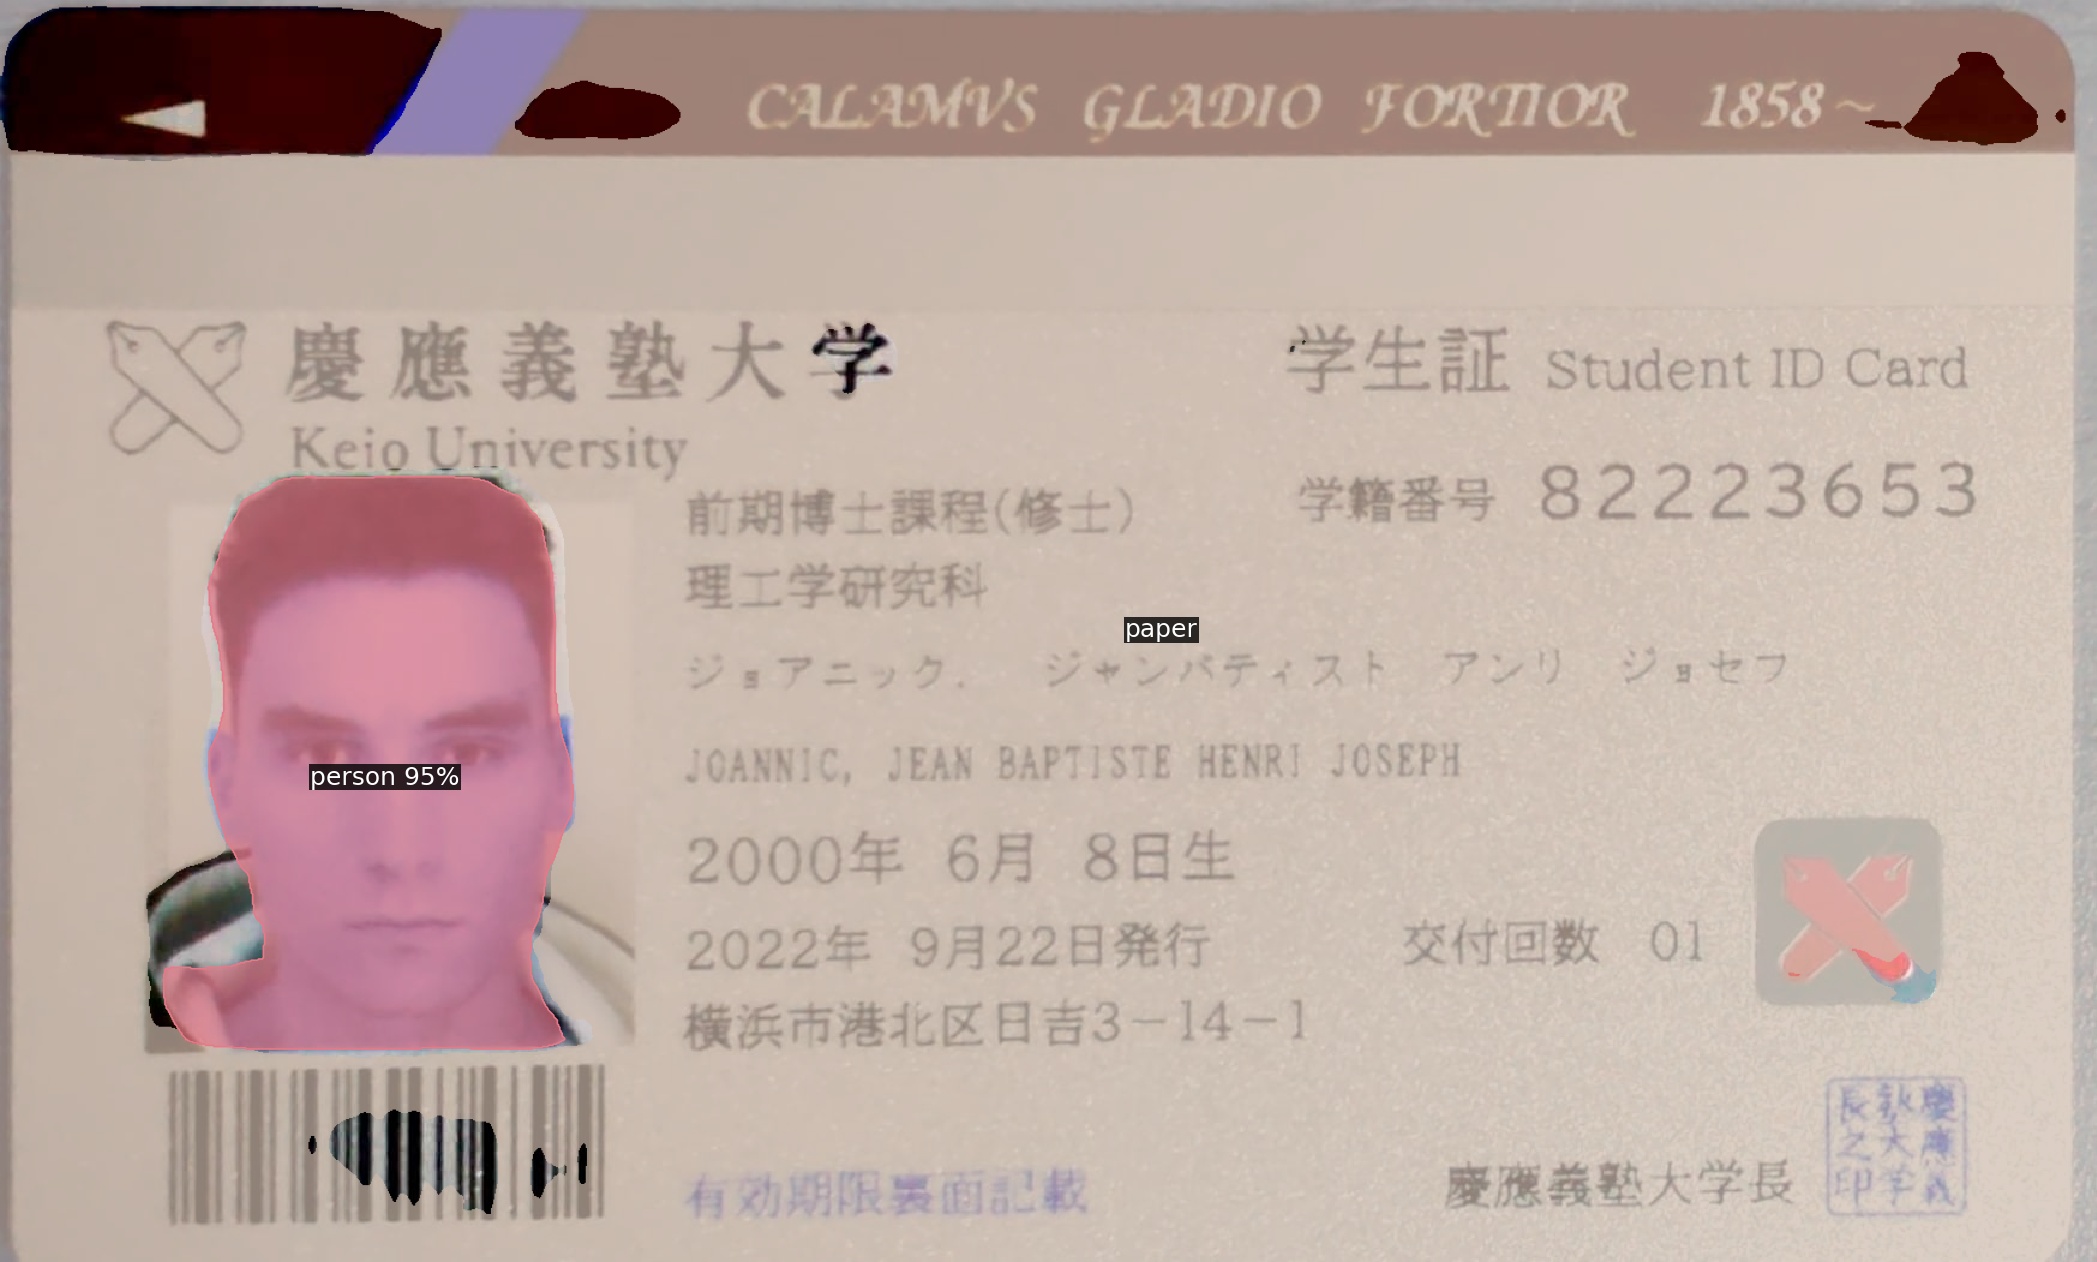 CALAMVS GLADIO FORTIOR 1858~
慶應義塾大学
Keio University
学生証 Student ID Card
学籍番号 82223653
前期博士課程(修士)
理工学研究科
ジョアニック. ジャンバティスト アンリ ジョセフ
JOANNIC, JEAN BAPTISTE HENRI JOSEPH
2000年 6月 8日生
2022年 9月22日発行
交付回数 01
横浜市港北区日吉3-14-1
有効期限裏面記載
慶應義塾大学長
慶應義塾大学長之印
paper
person 95%